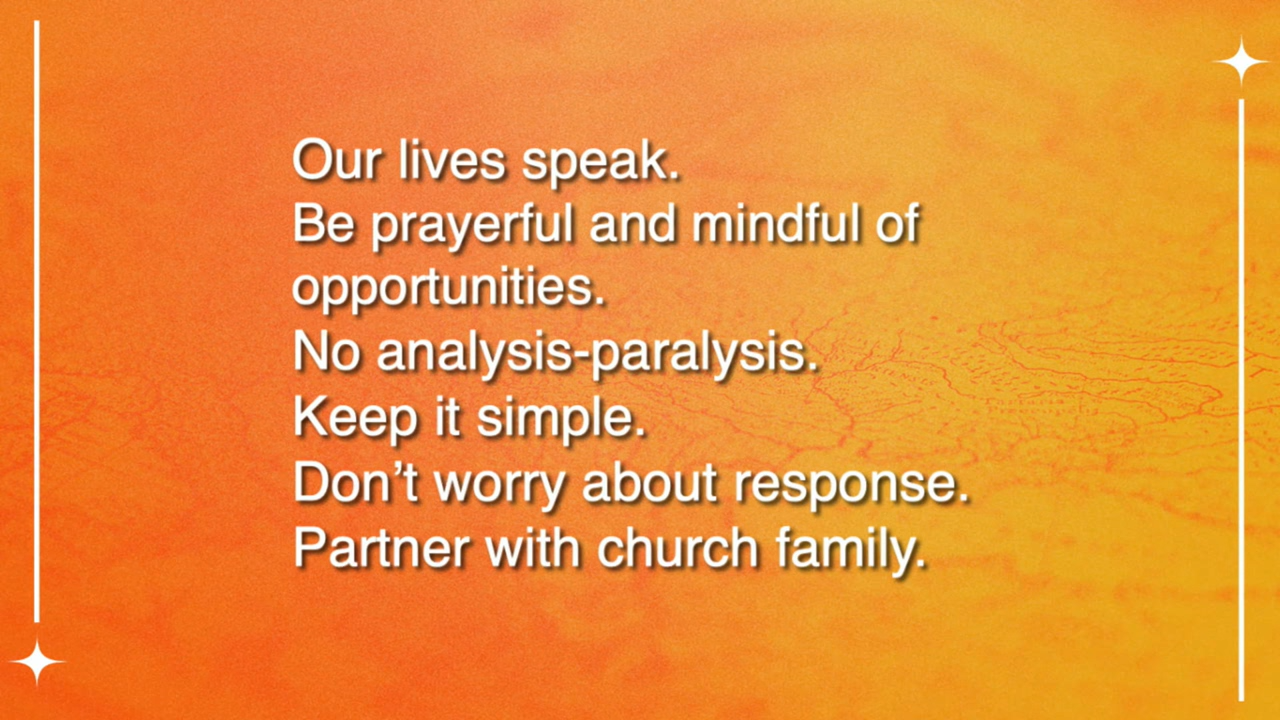 Our lives speak.
Be prayerful and mindful of
opportunities.
No analysis-paralysis.
Keep it simple.
Don’t worry about response.
Partner with church family.